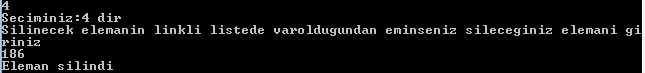 4
Seciminiz:4 dir
Silinecek elemanin linkli listede varoldugundan eminseniz sileceginiz elemani gi
riniz
186
Eleman silindi